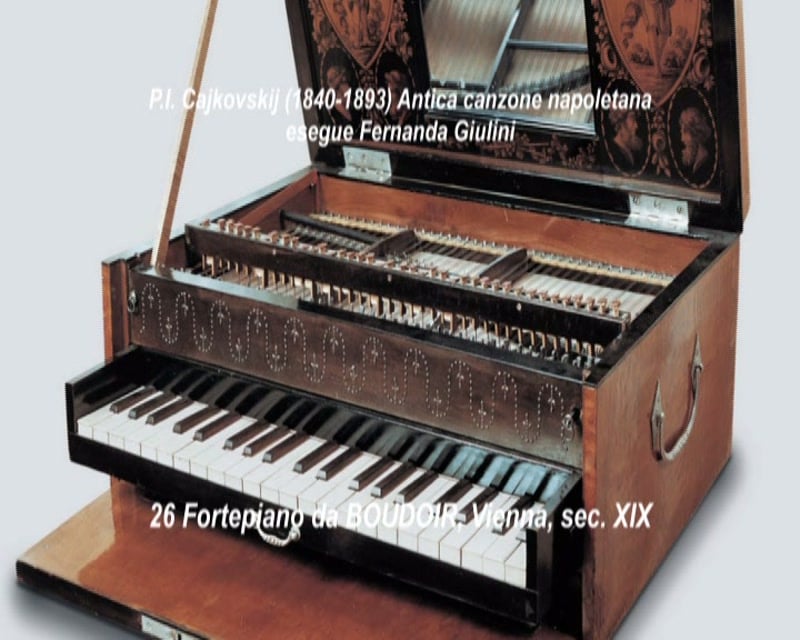 P.I. Cajkovskij (1840-1893) Antica canzone napoletana
esegue Fernanda Giulini
26 Fortepiano da BOUDOIR, Vienna, sec. XIX